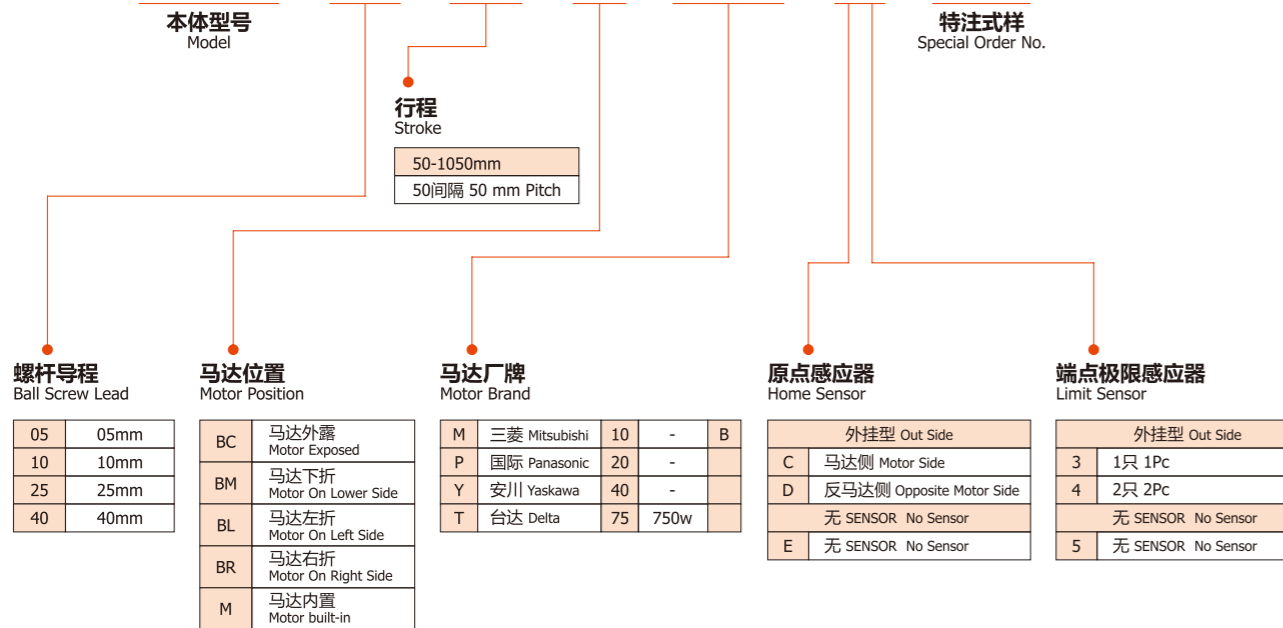 本体型号
Model
特注式样
Special Order No.
行程
Stroke
50-1050mm
50间隔 50 mm Pitch
螺杆导程
Ball Screw Lead
05 05mm
10 10mm
25 25mm
40 40mm
马达位置
Motor Position
BC 马达外露
Motor Exposed
BM 马达下折
Motor On Lower Side
BL 马达左折
Motor On Left Side
BR 马达右折
Motor On Right Side
M 马达内置
Motor built-in
马达厂牌
Motor Brand
M 三菱 Mitsubishi 10 - B
P 国际 Panasonic 20 -
Y 安川 Yaskawa 40 -
T 台达 Delta 75 750w
原点感应器
Home Sensor
外挂型 Out Side
C 马达侧 Motor Side
D 反马达侧 Opposite Motor Side
无 SENSOR No Sensor
E 无 SENSOR No Sensor
端点极限感应器
Limit Sensor
外挂型 Out Side
3 1只 1Pc
4 2只 2Pc
无 SENSOR No Sensor
5 无 SENSOR No Sensor